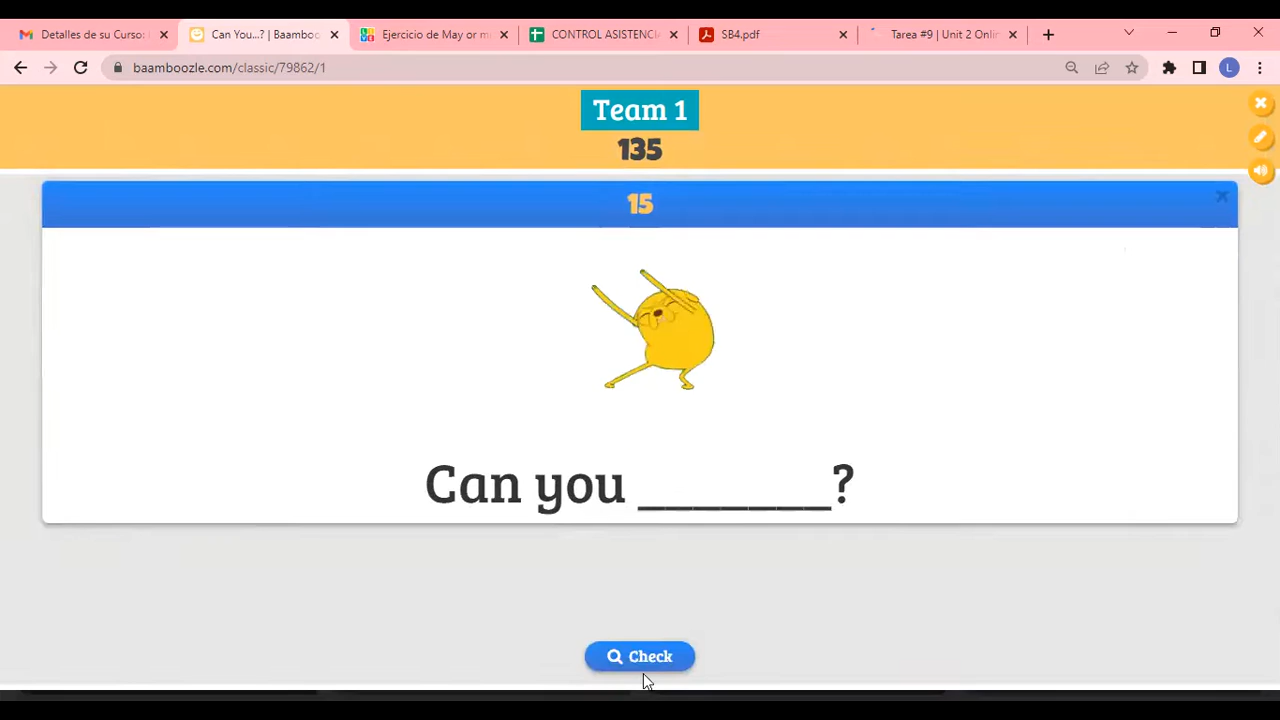 Detalles de su Curso:
Can You...? | Baamboo
Ejercicio de May or m
CONTROL ASISTENCI
SB4.pdf
Tarea #9 | Unit 2 Onli
baamboozle.com/classic/79862/1
L
Team 1
135
15
Can you _______?
Check